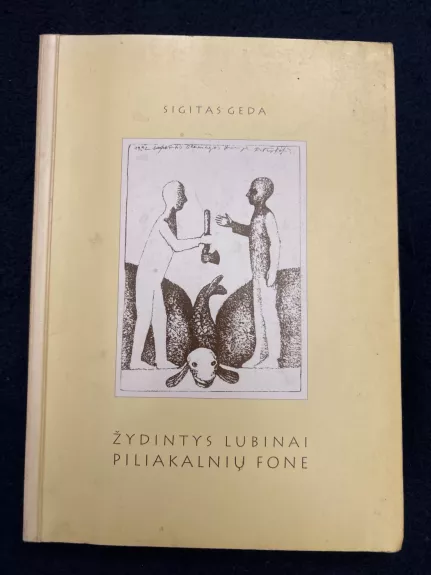 SIGITAS GEDA
ŽYDINTYS LUBINAI
PILIAKALNIŲ FONE